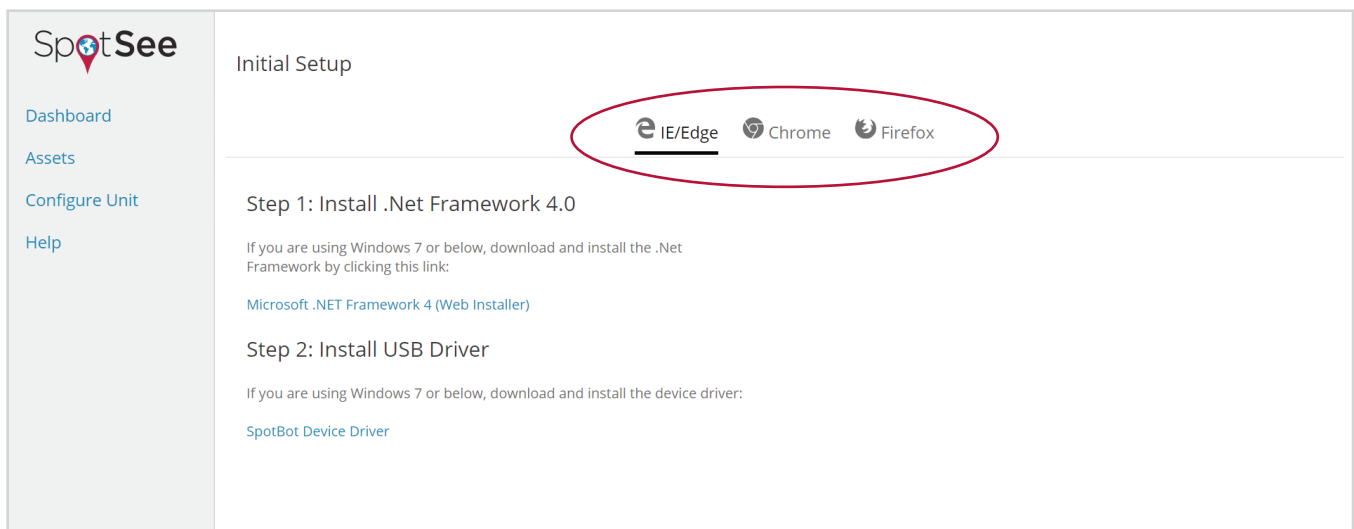 SpotSee
Dashboard
Assets
Configure Unit
Help
Initial Setup
IE/Edge Chrome Firefox
Step 1: Install .Net Framework 4.0
If you are using Windows 7 or below, download and install the .Net
Framework by clicking this link:
Microsoft .NET Framework 4 (Web Installer)
Step 2: Install USB Driver
If you are using Windows 7 or below, download and install the device driver:
SpotBot Device Driver